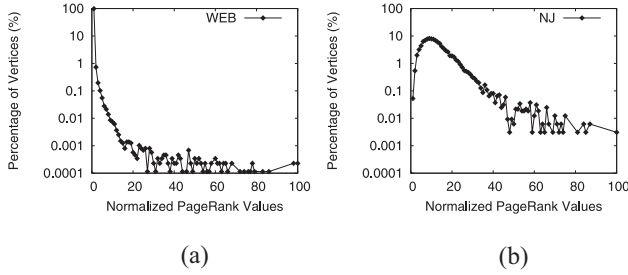 WEB
Percentage of Vertices (%)
100
10
1
0.1
0.01
0.001
0.0001
0 20 40 60 80 100
Normalized PageRank Values
(a)
NJ
Percentage of Vertices (%)
100
10
1
0.1
0.01
0.001
0.0001
0 20 40 60 80 100
Normalized PageRank Values
(b)